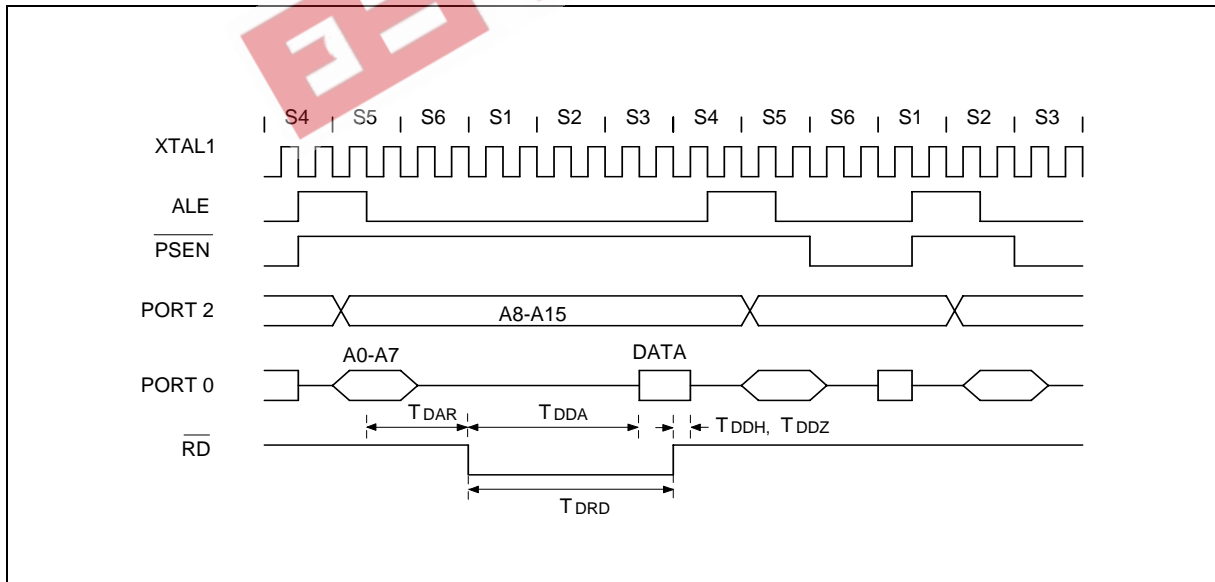 S4 S5 S6 S1 S2 S3 S4 S5 S6 S1 S2 S3
XTAL1
ALE
PSEN
PORT 2
A8-A15
A0-A7
DATA
PORT 0
TDAR
TDDA
TDDH, TDDZ
RD
TDRD